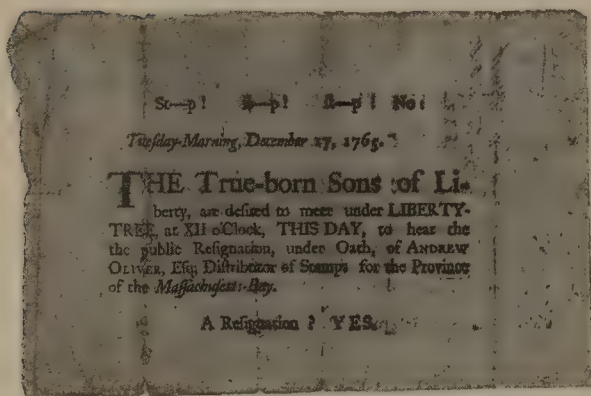 St—p! St—p! St—p! No:
Tuesday-Morning, December 17, 1765.
THE True-born Sons of Li-
berty, are desired to meet under LIBERTY-
TREE, at XII o'Clock, THIS DAY, to hear the
the public Resignation, under Oath, of ANDREW
OLIVER, Esq; Distributor of Stamps for the Province
of the Massachusetts-Bay.
A Resignation ? YES.